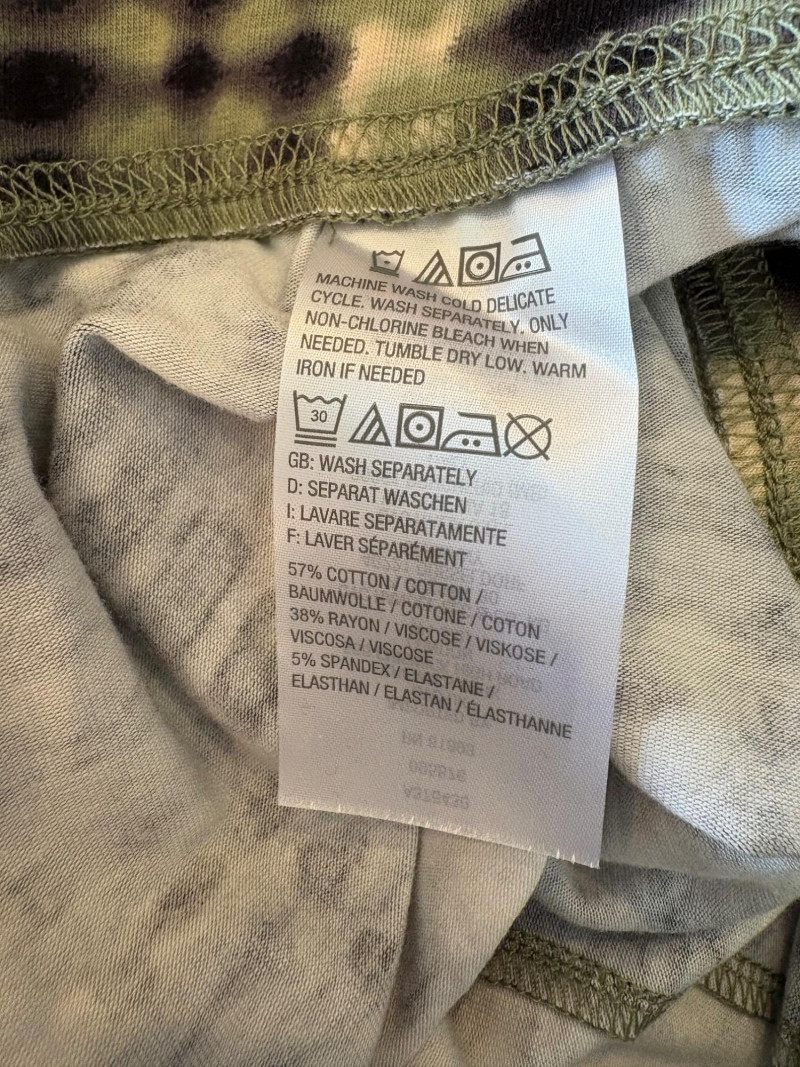 MACHINE WASH COLD DELICATE
CYCLE. WASH SEPARATELY. ONLY
NON-CHLORINE BLEACH WHEN
NEEDED. TUMBLE DRY LOW. WARM
IRON IF NEEDED
30
GB: WASH SEPARATELY
D: SEPARAT WASCHEN
I: LAVARE SEPARATAMENTE
F: LAVER SÉPARÉMENT
57% COTTON / COTTON /
BAUMWOLLE / COTONE / COTON
38% RAYON / VISCOSE / VISKOSE /
VISCOSA / VISCOSE
5% SPANDEX / ELASTANE /
ELASTHAN / ELASTAN / ÉLASTHANNE